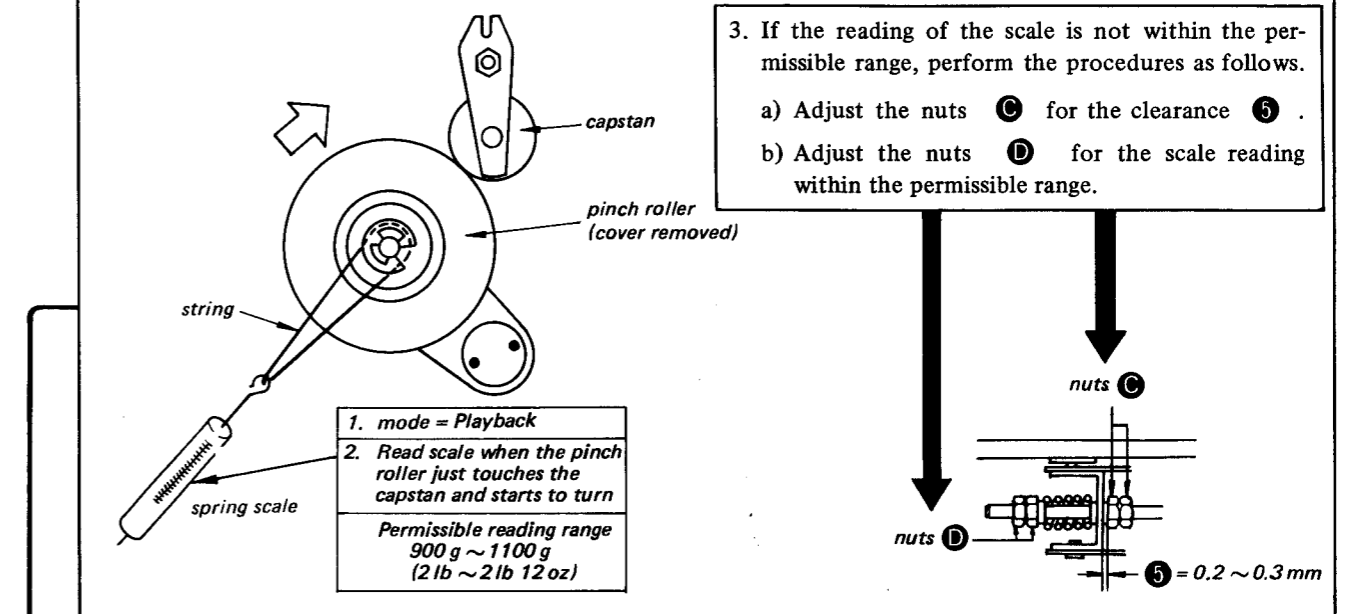 3. If the reading of the scale is not within the per-
missible range, perform the procedures as follows.
a) Adjust the nuts C for the clearance 5 .
b) Adjust the nuts D for the scale reading
within the permissible range.
capstan
pinch roller
(cover removed)
string
spring scale
1. mode = Playback
2. Read scale when the pinch
roller just touches the
capstan and starts to turn
Permissible reading range
900 g ~ 1100 g
(2 lb ~ 2 lb 12 oz)
nuts C
nuts D
5 = 0.2 ~ 0.3 mm